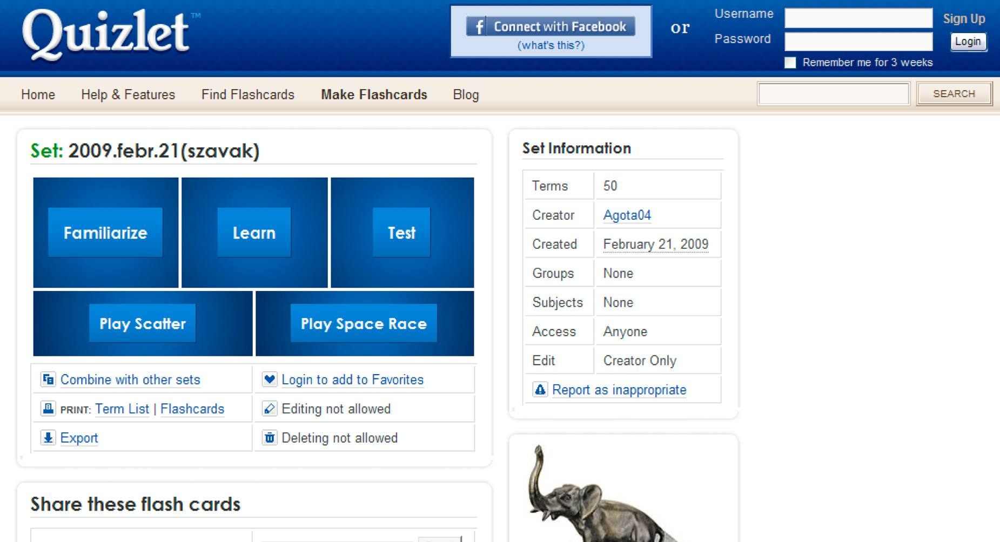 Quizlet™
Connect with Facebook
(what's this?)
or
Username
Password
Remember me for 3 weeks
Sign Up
Login
Home Help & Features Find Flashcards Make Flashcards Blog
SEARCH
Set: 2009.febr.21(szavak)
Familiarize Learn Test
Play Scatter Play Space Race
Combine with other sets Login to add to Favorites
PRINT: Term List | Flashcards Editing not allowed
Export Deleting not allowed
Share these flash cards
Set Information
Terms 50
Creator Agota04
Created February 21, 2009
Groups None
Subjects None
Access Anyone
Edit Creator Only
Report as inappropriate